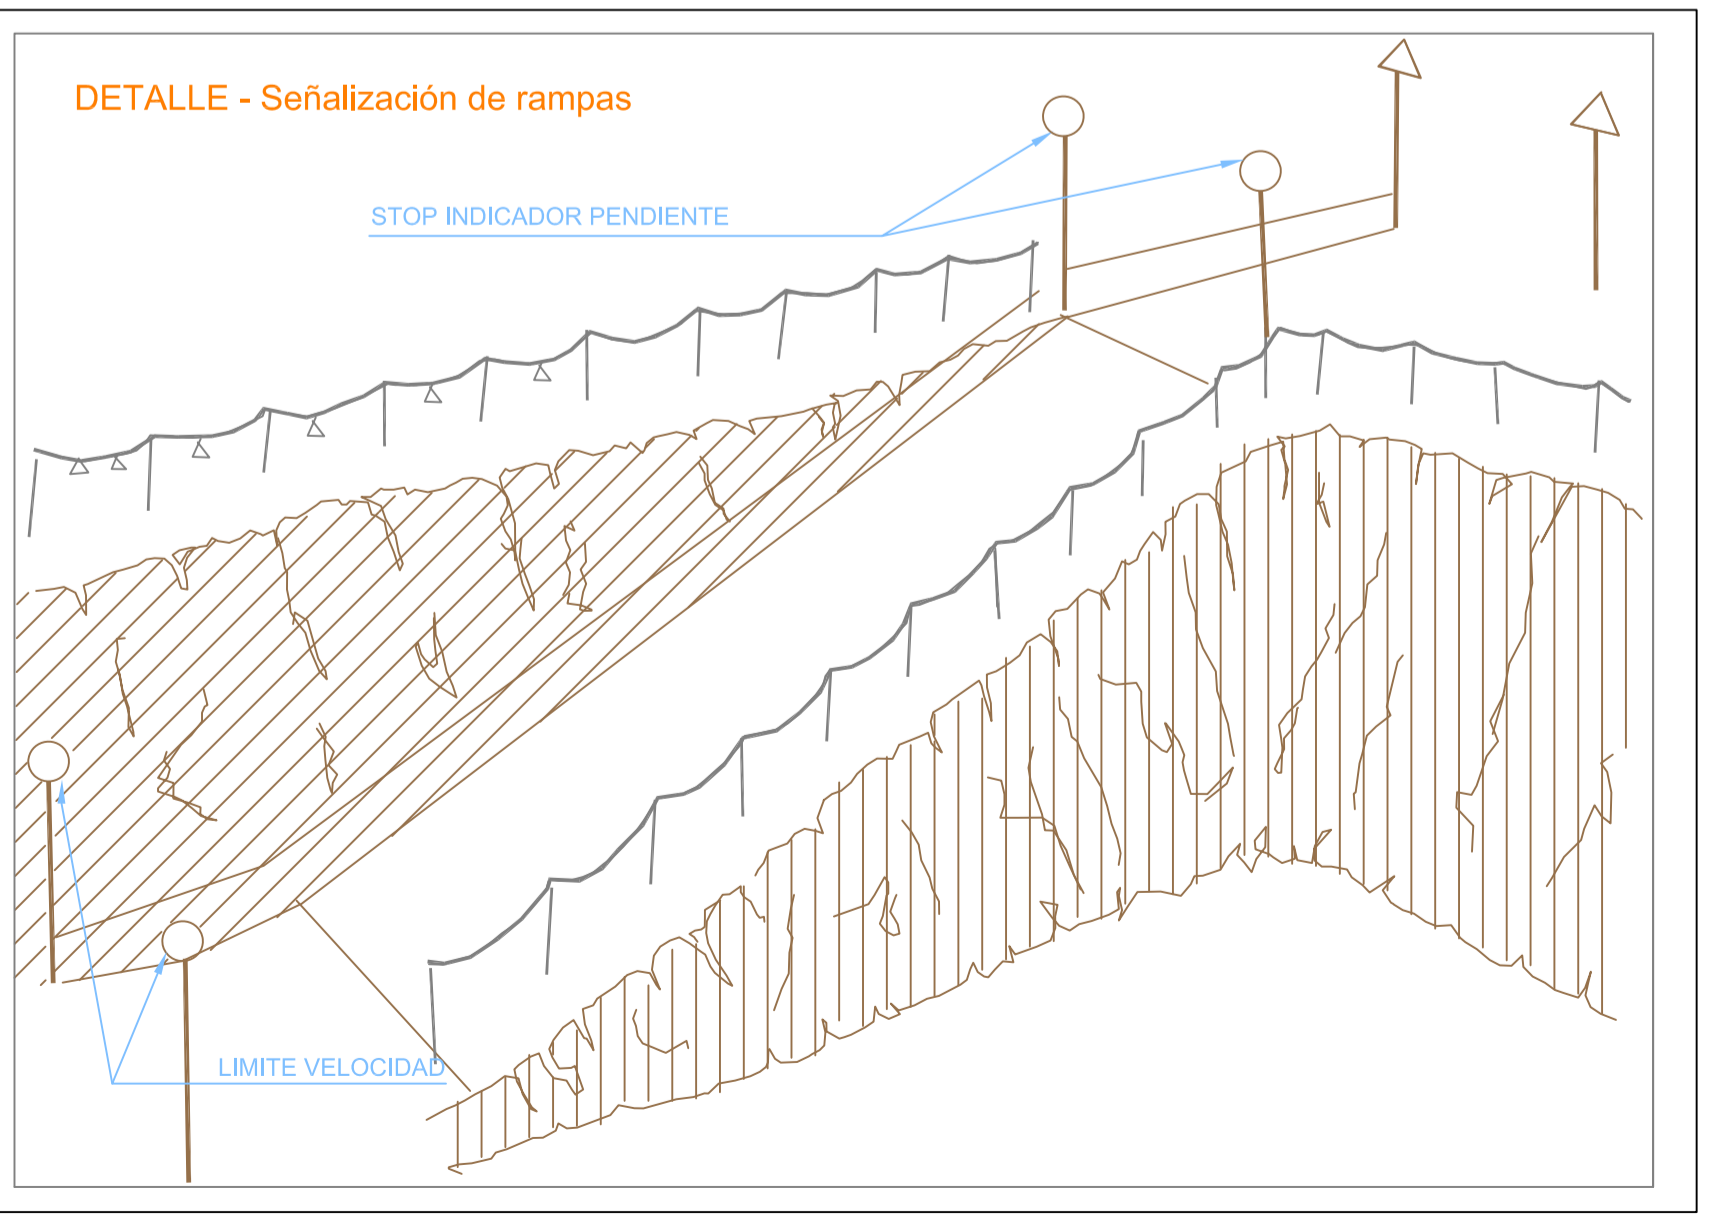 DETALLE - Señalización de rampas
STOP INDICADOR PENDIENTE
LIMITE VELOCIDAD